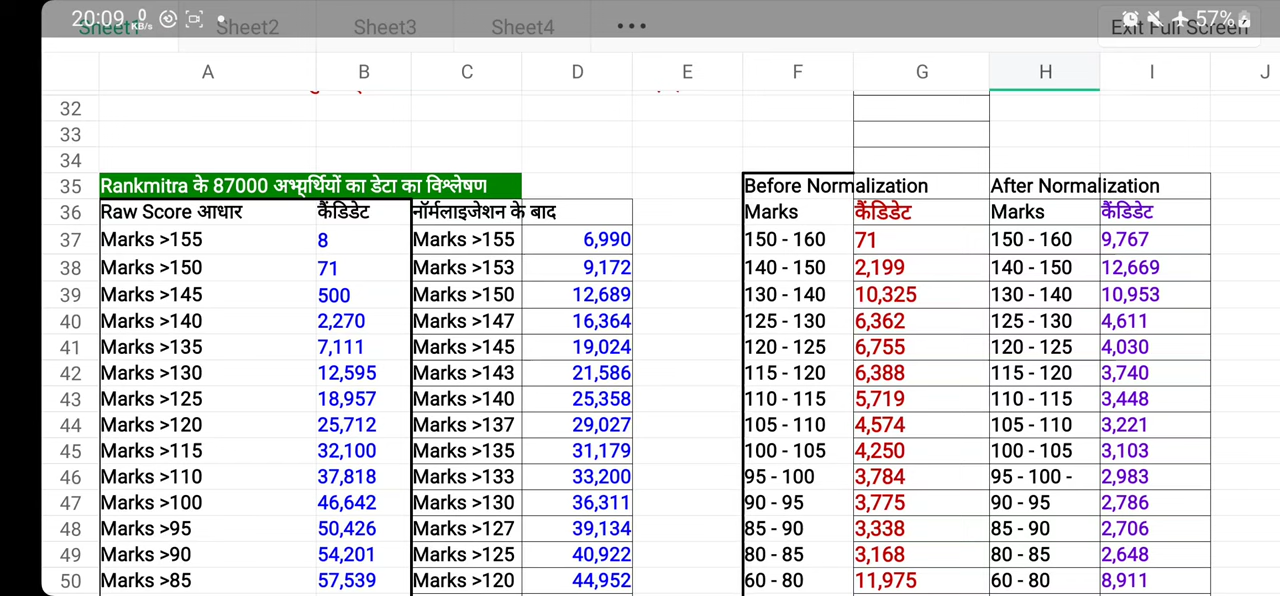 20:09 0 KB/s 57%
Sheet1 Sheet2 Sheet3 Sheet4 ••• Exit Full Screen
A B C D E F G H I J
32
33
34
35 Rankmitra के 87000 अभ्यर्थियों का डेटा का विश्लेषण Before Normalization After Normalization
36 Raw Score आधार कैंडिडेट नॉर्मलाइजेशन के बाद Marks कैंडिडेट Marks कैंडिडेट
37 Marks >155 8 Marks >155 6,990 150 - 160 71 150 - 160 9,767
38 Marks >150 71 Marks >153 9,172 140 - 150 2,199 140 - 150 12,669
39 Marks >145 500 Marks >150 12,689 130 - 140 10,325 130 - 140 10,953
40 Marks >140 2,270 Marks >147 16,364 125 - 130 6,362 125 - 130 4,611
41 Marks >135 7,111 Marks >145 19,024 120 - 125 6,755 120 - 125 4,030
42 Marks >130 12,595 Marks >143 21,586 115 - 120 6,388 115 - 120 3,740
43 Marks >125 18,957 Marks >140 25,358 110 - 115 5,719 110 - 115 3,448
44 Marks >120 25,712 Marks >137 29,027 105 - 110 4,574 105 - 110 3,221
45 Marks >115 32,100 Marks >135 31,179 100 - 105 4,250 100 - 105 3,103
46 Marks >110 37,818 Marks >133 33,200 95 - 100 3,784 95 - 100 - 2,983
47 Marks >100 46,642 Marks >130 36,311 90 - 95 3,775 90 - 95 2,786
48 Marks >95 50,426 Marks >127 39,134 85 - 90 3,338 85 - 90 2,706
49 Marks >90 54,201 Marks >125 40,922 80 - 85 3,168 80 - 85 2,648
50 Marks >85 57,539 Marks >120 44,952 60 - 80 11,975 60 - 80 8,911